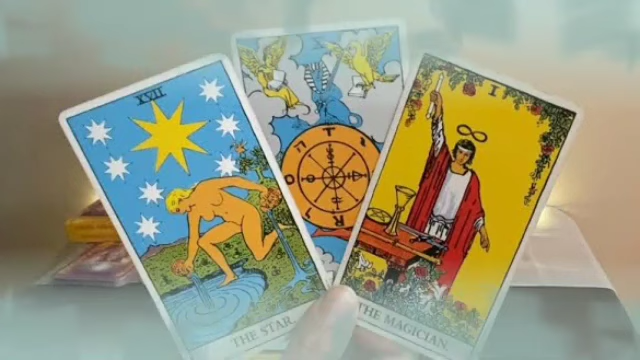 XVII
THE STAR.
X
T
A
R
O
I
THE MAGICIAN.